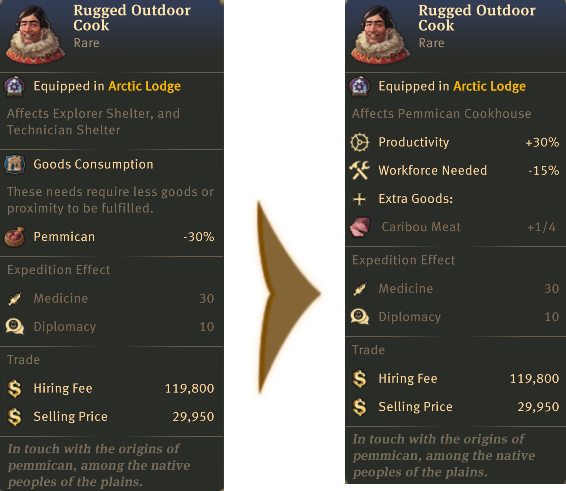 Rugged Outdoor
Cook
Rare
Equipped in Arctic Lodge
Affects Explorer Shelter, and
Technician Shelter
Goods Consumption
These needs require less goods or
proximity to be fulfilled.
Pemmican -30%
Expedition Effect
Medicine 30
Diplomacy 10
Trade
Hiring Fee 119,800
Selling Price 29,950
In touch with the origins of
pemmican, among the native
peoples of the plains.
Rugged Outdoor
Cook
Rare
Equipped in Arctic Lodge
Affects Pemmican Cookhouse
Productivity +30%
Workforce Needed -15%
Extra Goods:
Caribou Meat +1/4
Expedition Effect
Medicine 30
Diplomacy 10
Trade
Hiring Fee 119,800
Selling Price 29,950
In touch with the origins of
pemmican, among the native
peoples of the plains.